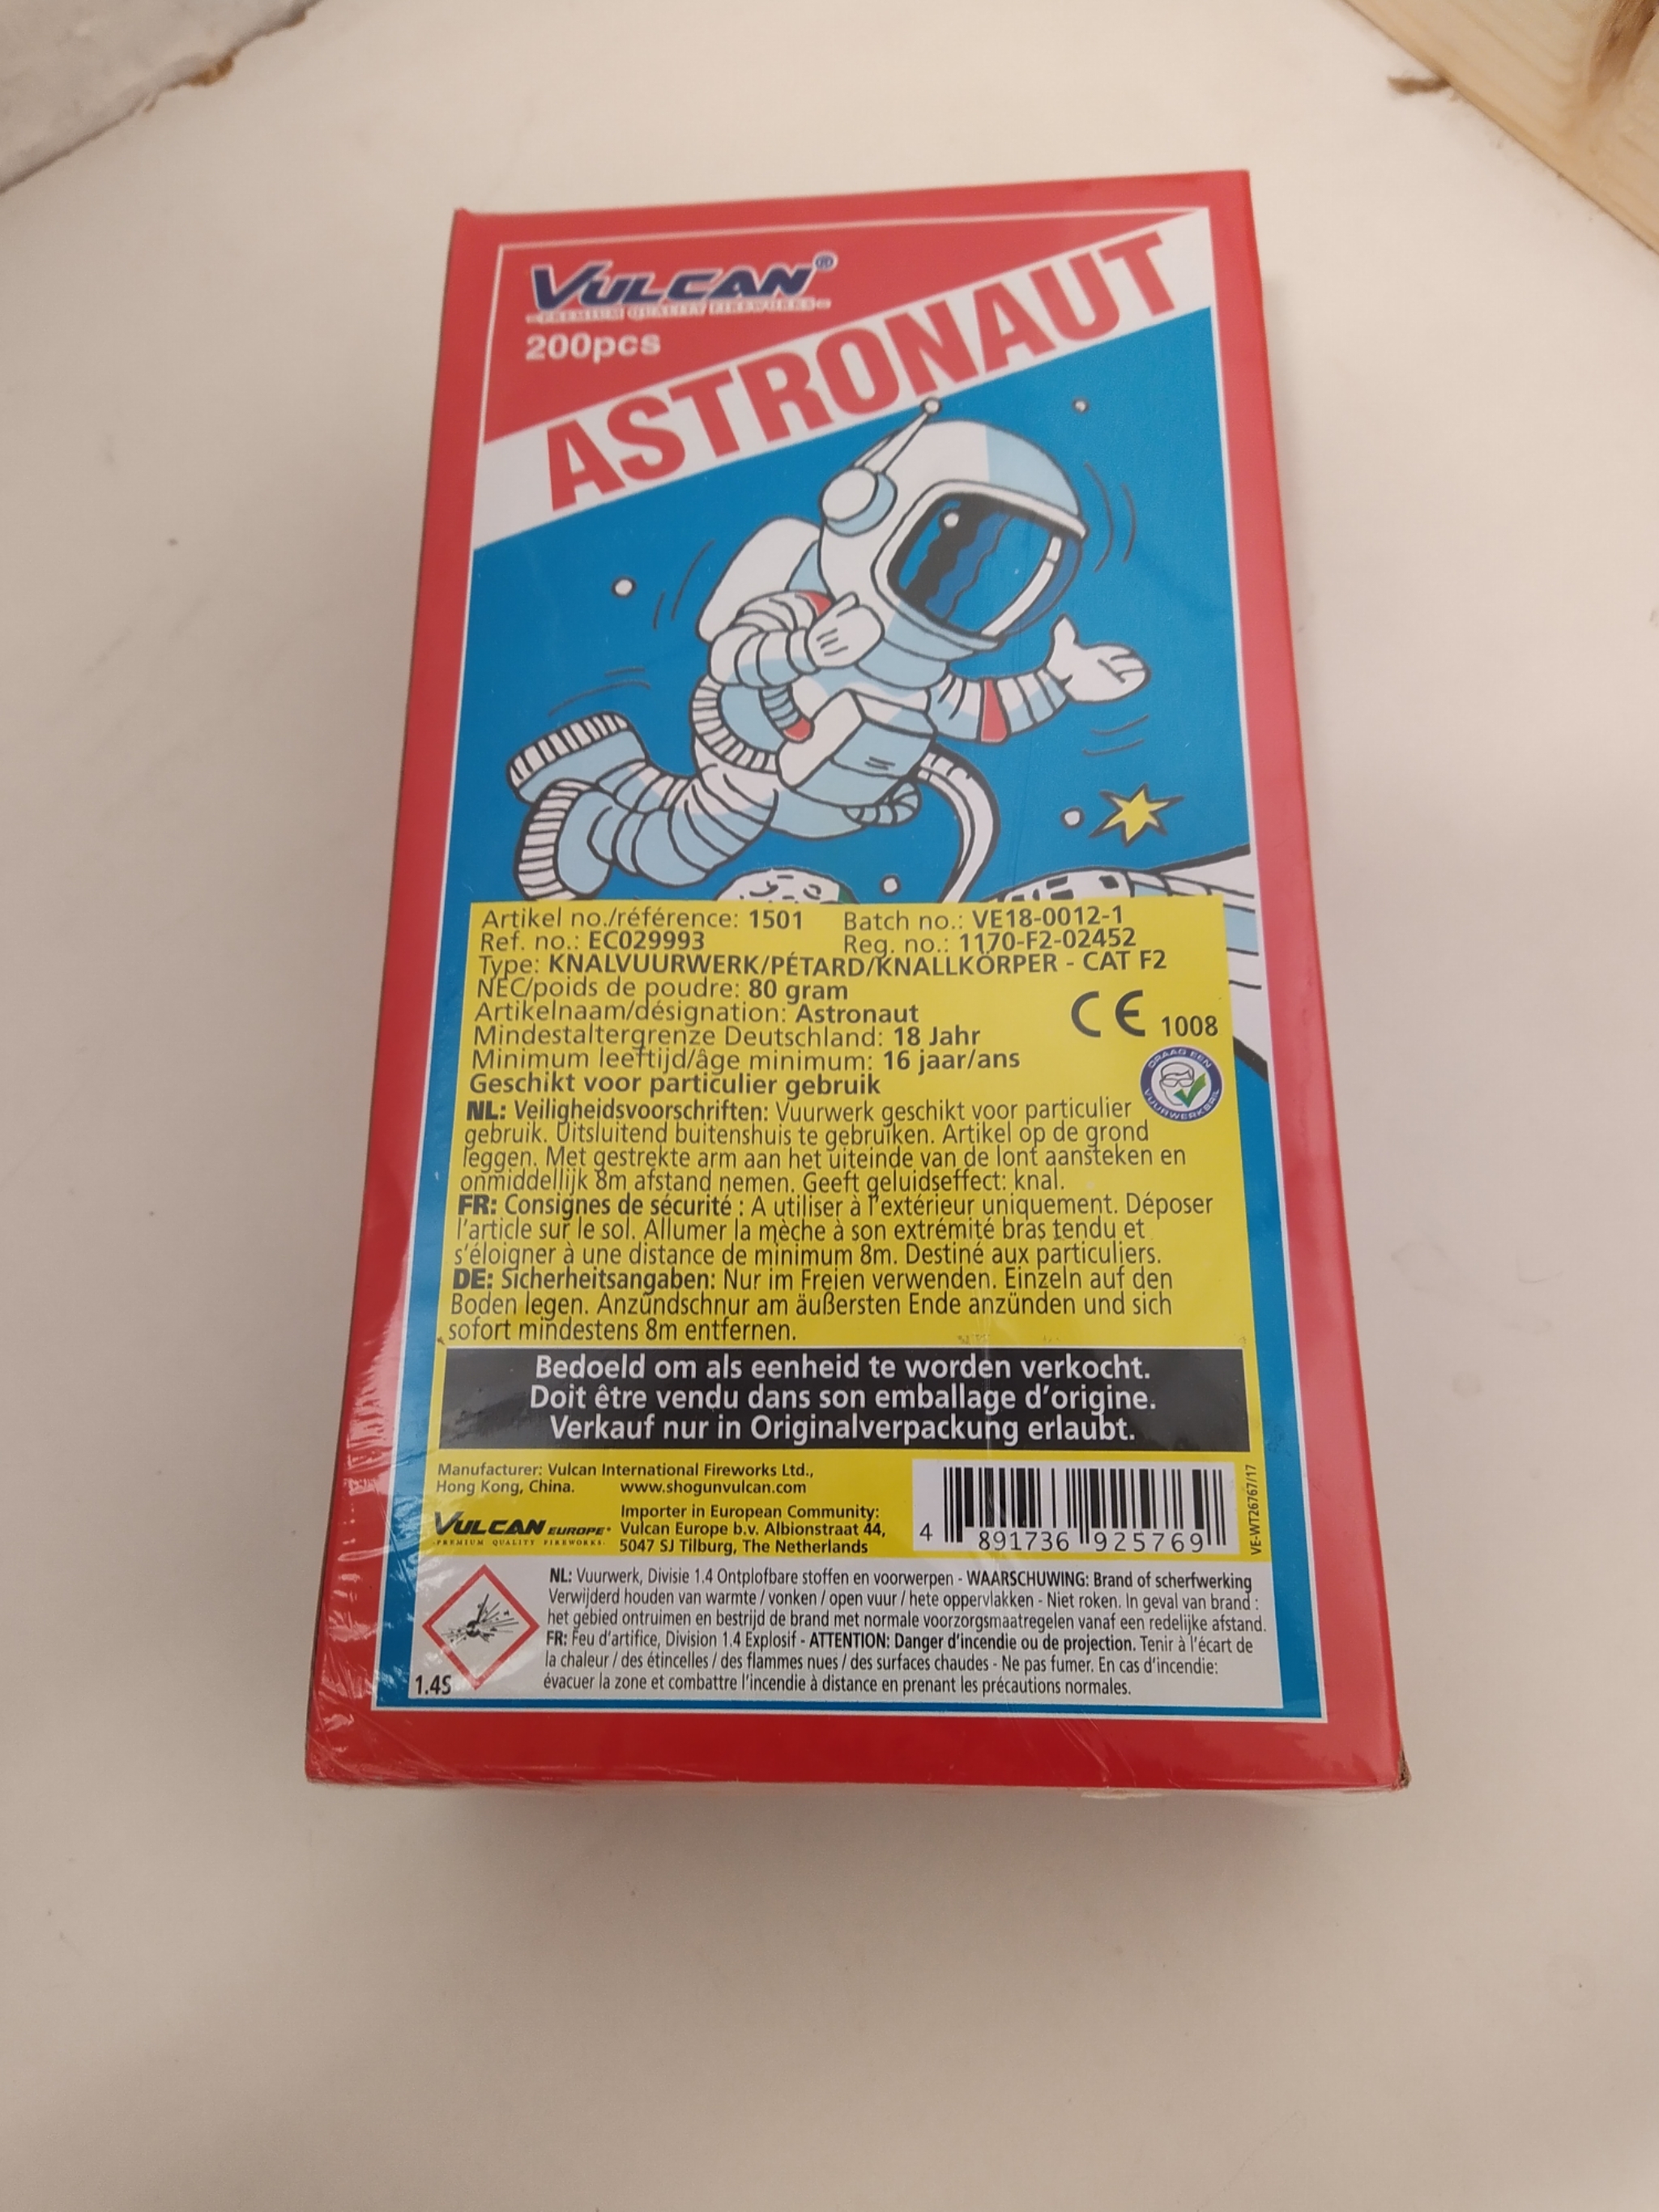 VULCAN®
PREMIUM QUALITY FIREWORKS
200pcs
ASTRONAUT
Artikel no./référence: 1501 Batch no.: VE18-0012-1
Ref. no.: EC029993 Reg. no.: 1170-F2-02452
Type: KNALVUURWERK/PÉTARD/KNALLKÖRPER - CAT F2
NEC/poids de poudre: 80 gram
Artikelnaam/désignation: Astronaut
Mindestaltergrenze Deutschland: 18 Jahr
CE 1008
Minimum leeftijd/âge minimum: 16 jaar/ans
Geschikt voor particulier gebruik
DRAAG EEN VUURWERKBRIL
NL: Veiligheidsvoorschriften: Vuurwerk geschikt voor particulier
gebruik. Uitsluitend buitenshuis te gebruiken. Artikel op de grond
leggen. Met gestrekte arm aan het uiteinde van de lont aansteken en
onmiddellijk 8m afstand nemen. Geeft geluidseffect: knal.
FR: Consignes de sécurité : A utiliser à l'extérieur uniquement. Déposer
l'article sur le sol. Allumer la mèche à son extrémité bras tendu et
s'éloigner à une distance de minimum 8m. Destiné aux particuliers.
DE: Sicherheitsangaben: Nur im Freien verwenden. Einzeln auf den
Boden legen. Anzündschnur am äußersten Ende anzünden und sich
sofort mindestens 8m entfernen.
Bedoeld om als eenheid te worden verkocht.
Doit être vendu dans son emballage d'origine.
Verkauf nur in Originalverpackung erlaubt.
Manufacturer: Vulcan International Fireworks Ltd.,
Hong Kong, China. www.shogunvulcan.com
VULCAN EUROPE
PREMIUM QUALITY FIREWORKS
Importer in European Community:
Vulcan Europe b.v. Albionstraat 44,
5047 SJ Tilburg, The Netherlands
4 891736 925769
VE-WT26767/17
NL: Vuurwerk, Divisie 1.4 Ontplofbare stoffen en voorwerpen - WAARSCHUWING: Brand of scherfwerking
Verwijderd houden van warmte / vonken / open vuur / hete oppervlakken - Niet roken. In geval van brand :
het gebied ontruimen en bestrijd de brand met normale voorzorgsmaatregelen vanaf een redelijke afstand.
FR: Feu d'artifice, Division 1.4 Explosif - ATTENTION: Danger d'incendie ou de projection. Tenir à l'écart de
la chaleur / des étincelles / des flammes nues / des surfaces chaudes - Ne pas fumer. En cas d'incendie:
évacuer la zone et combattre l'incendie à distance en prenant les précautions normales.
1.4S